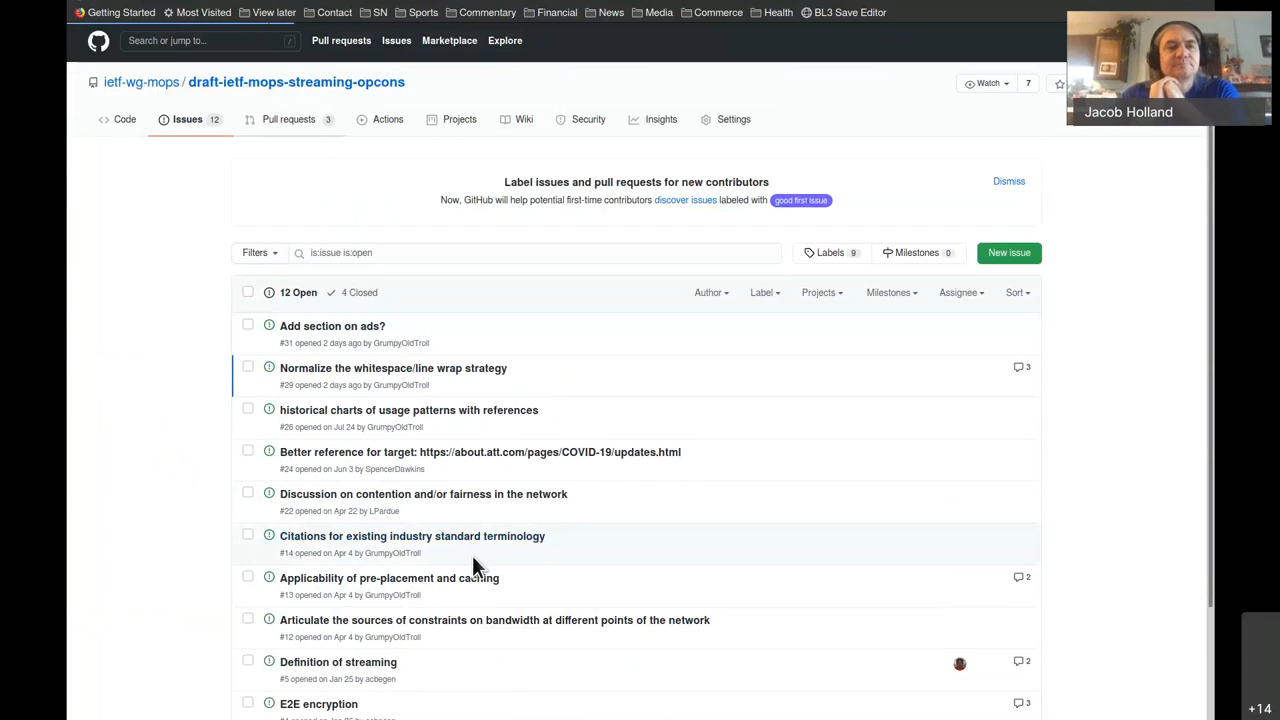 Getting Started Most Visited View later Contact SN Sports Commentary Financial News Media Commerce Health BL3 Save Editor
Search or jump to... / Pull requests Issues Marketplace Explore
ietf-wg-mops / draft-ietf-mops-streaming-opcons Watch 7
Code Issues 12 Pull requests 3 Actions Projects Wiki Security Insights Settings
Jacob Holland
Label issues and pull requests for new contributors Dismiss
Now, GitHub will help potential first-time contributors discover issues labeled with good first issue
Filters is:issue is:open Labels 9 Milestones 0 New issue
12 Open 4 Closed Author Label Projects Milestones Assignee Sort
Add section on ads?
#31 opened 2 days ago by GrumpyOldTroll
Normalize the whitespace/line wrap strategy 3
#29 opened 2 days ago by GrumpyOldTroll
historical charts of usage patterns with references
#26 opened on Jul 24 by GrumpyOldTroll
Better reference for target: https://about.att.com/pages/COVID-19/updates.html
#24 opened on Jun 3 by SpencerDawkins
Discussion on contention and/or fairness in the network
#22 opened on Apr 22 by LPardue
Citations for existing industry standard terminology
#14 opened on Apr 4 by GrumpyOldTroll
Applicability of pre-placement and caching 2
#13 opened on Apr 4 by GrumpyOldTroll
Articulate the sources of constraints on bandwidth at different points of the network
#12 opened on Apr 4 by GrumpyOldTroll
Definition of streaming 2
#5 opened on Jan 25 by acbegen
E2E encryption 3
+14